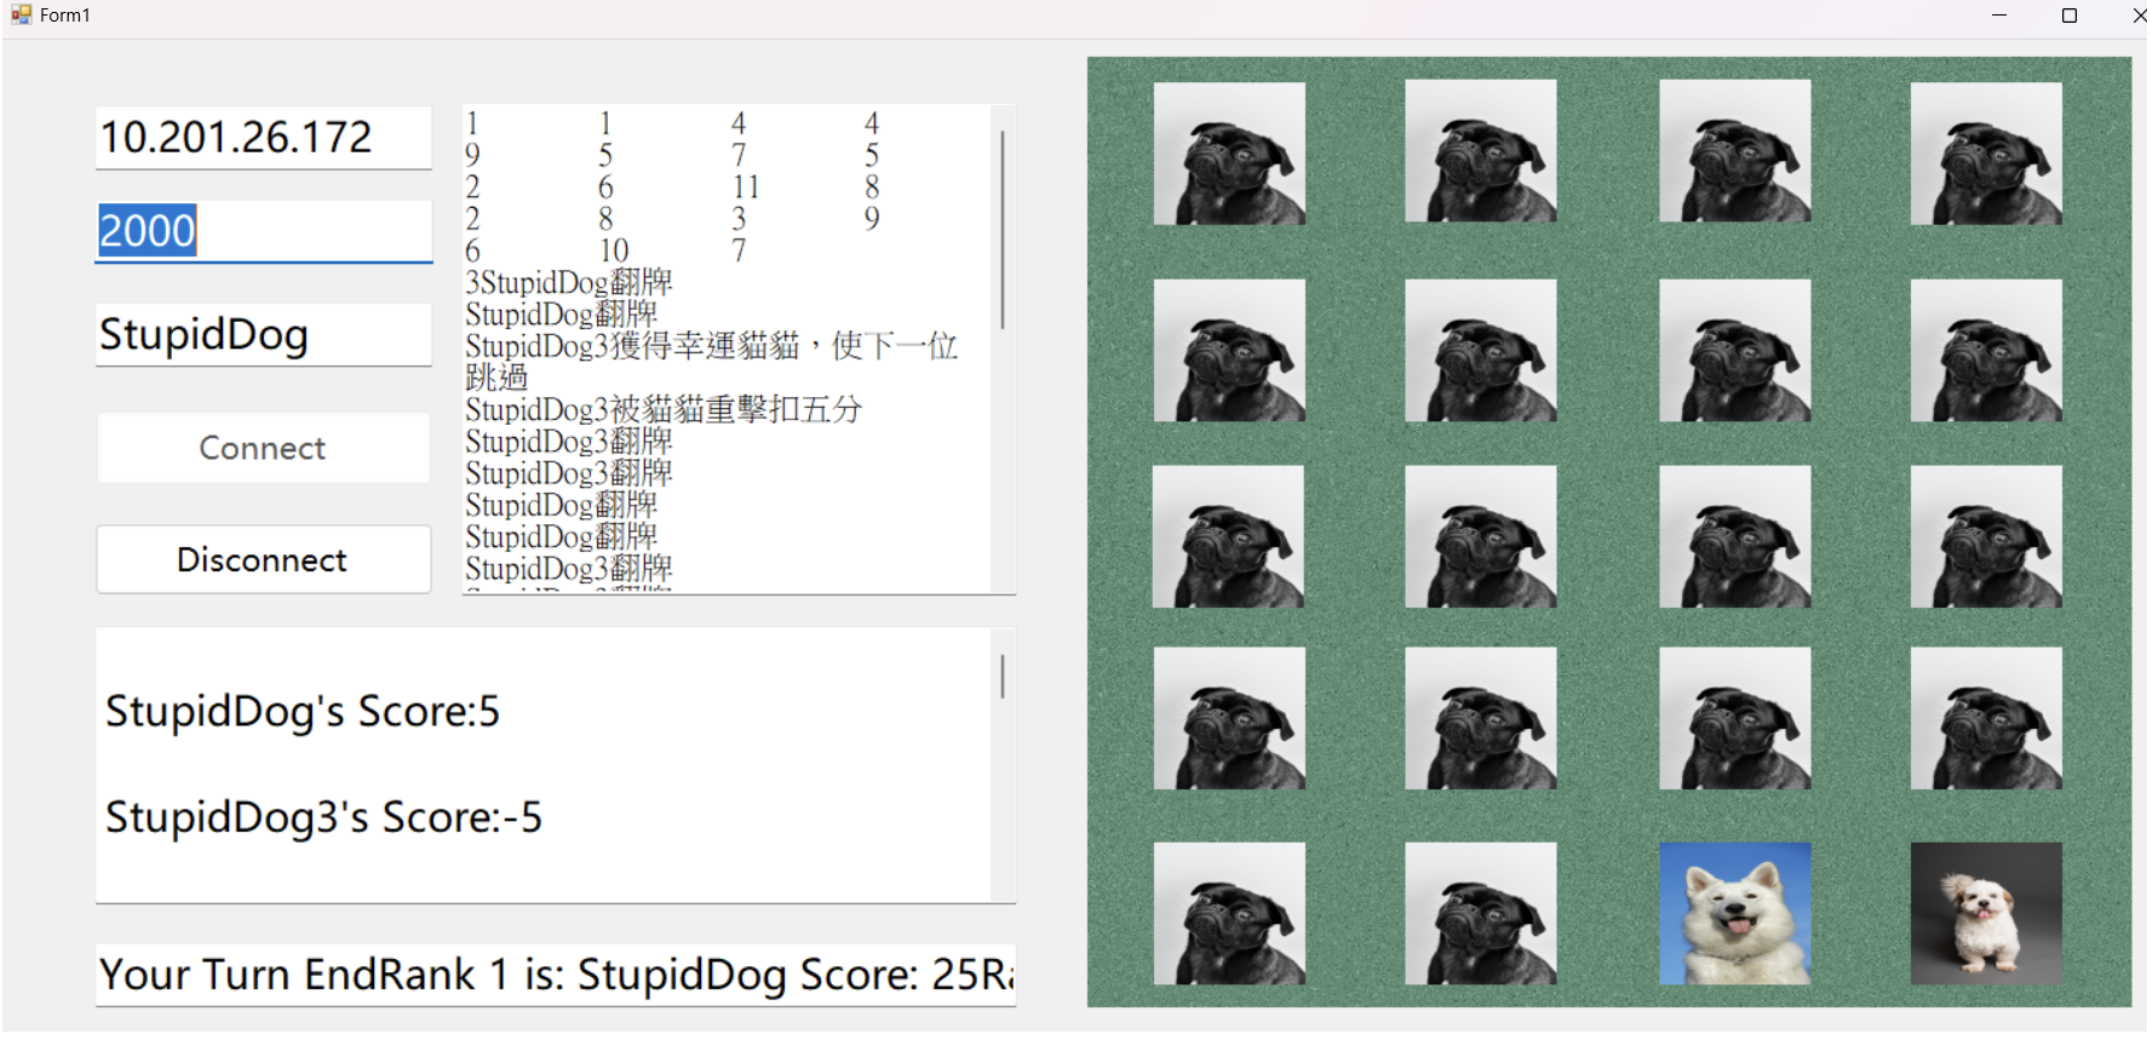 Form1
10.201.26.172
2000
StupidDog
Connect
Disconnect
1 1 4 4
9 5 7 5
2 6 11 8
2 8 3 9
6 10 7
3StupidDog翻牌
StupidDog翻牌
StupidDog3獲得幸運貓貓，使下一位
跳過
StupidDog3被貓貓重擊扣五分
StupidDog3翻牌
StupidDog3翻牌
StupidDog翻牌
StupidDog翻牌
StupidDog3翻牌
StupidDog's Score:5
StupidDog3's Score:-5
Your Turn EndRank 1 is: StupidDog Score: 25R